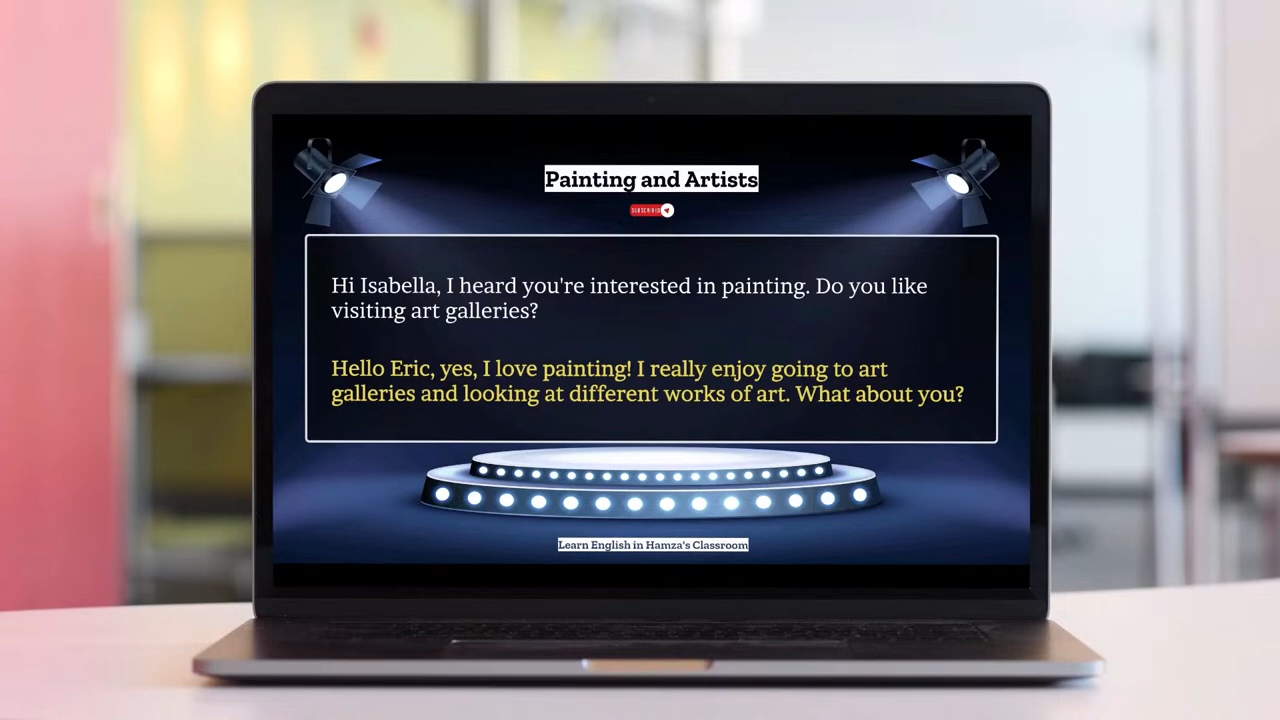 Painting and Artists
SUBSCRIBED
Hi Isabella, I heard you're interested in painting. Do you like
visiting art galleries?
Hello Eric, yes, I love painting! I really enjoy going to art
galleries and looking at different works of art. What about you?
Learn English in Hamza's Classroom